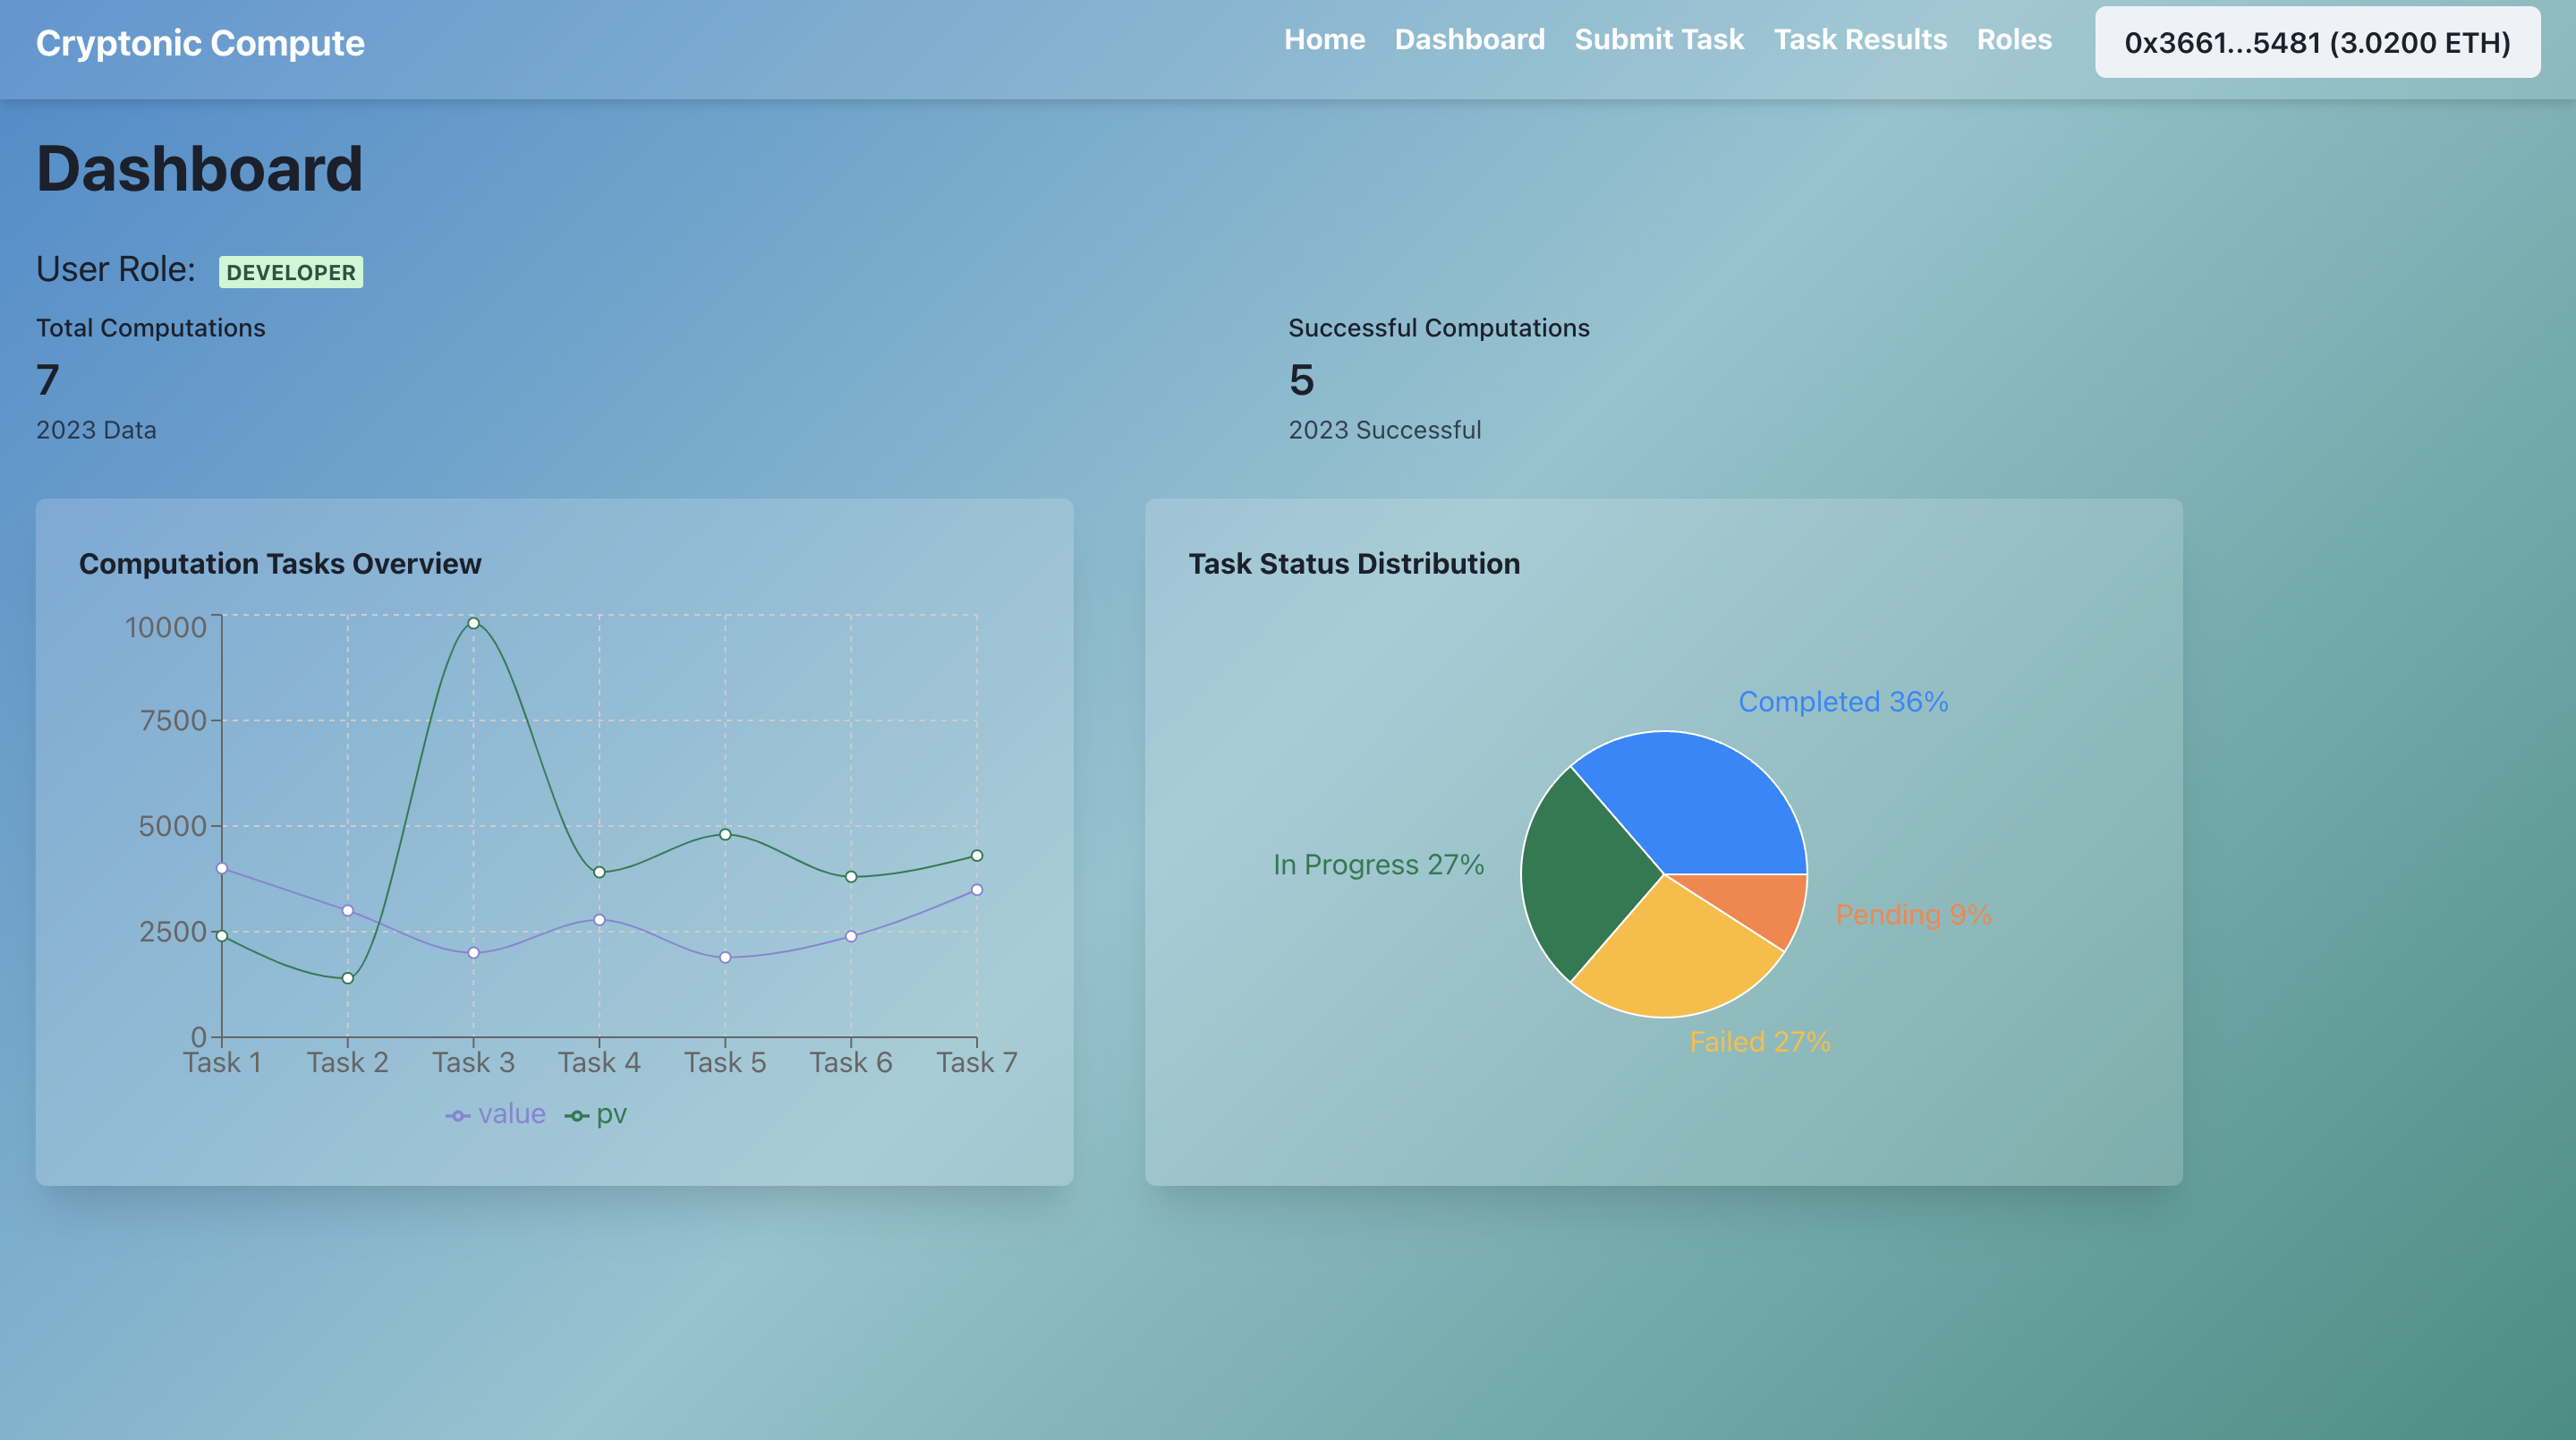 Cryptonic Compute
Home Dashboard Submit Task Task Results Roles 0x3661...5481 (3.0200 ETH)
Dashboard
User Role: DEVELOPER
Total Computations
7
2023 Data
Successful Computations
5
2023 Successful
Computation Tasks Overview
10000
7500
5000
2500
0
Task 1 Task 2 Task 3 Task 4 Task 5 Task 6 Task 7
value pv
Task Status Distribution
Completed 36%
In Progress 27%
Pending 9%
Failed 27%